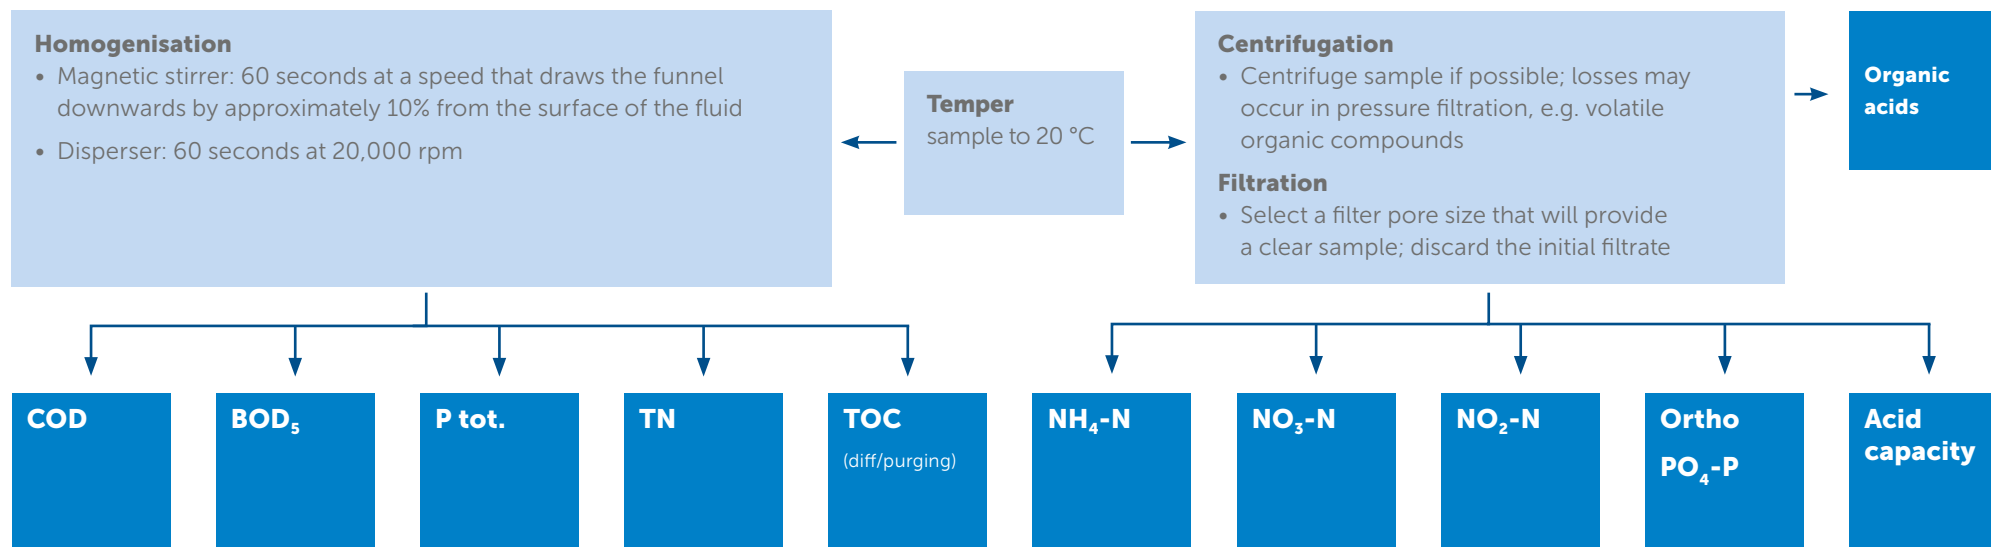 Homogenisation
• Magnetic stirrer: 60 seconds at a speed that draws the funnel
downwards by approximately 10% from the surface of the fluid
• Disperser: 60 seconds at 20,000 rpm
Temper
sample to 20 °C
Centrifugation
• Centrifuge sample if possible; losses may
occur in pressure filtration, e.g. volatile
organic compounds
Filtration
• Select a filter pore size that will provide
a clear sample; discard the initial filtrate
Organic
acids
COD
BOD₅
P tot.
TN
TOC
(diff/purging)
NH₄-N
NO₃-N
NO₂-N
Ortho
PO₄-P
Acid
capacity